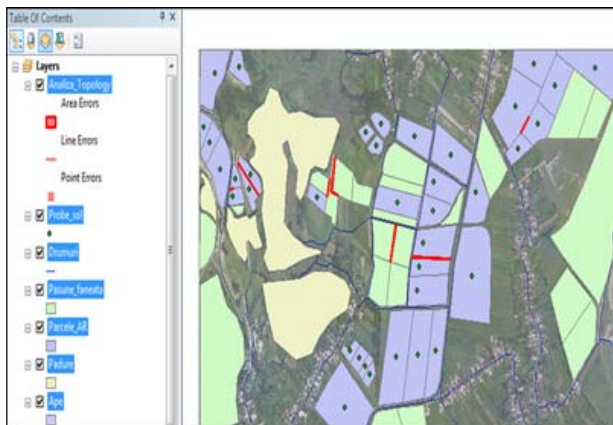 Table Of Contents
Layers
Analiza_Topology
Area Errors
Line Errors
Point Errors
Probe_sol
Drumuri
Pasune_faneata
Parcele_AR
Padure
Ape